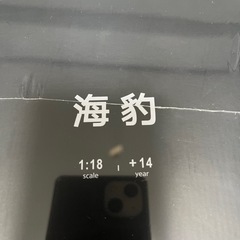 海豹
1:18 | +14
scale year